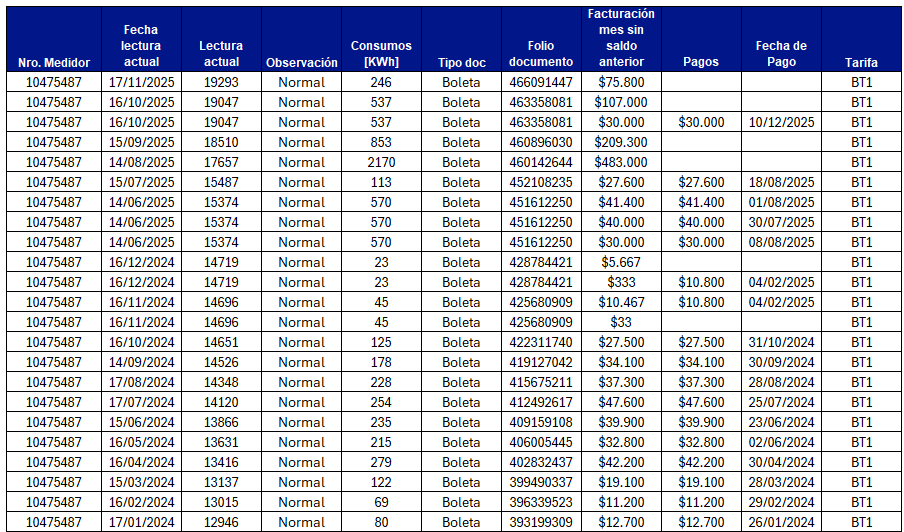 Nro. Medidor Fecha lectura actual Lectura actual Observación Consumos [KWh] Tipo doc Folio documento Facturación mes sin saldo anterior Pagos Fecha de Pago Tarifa
10475487 17/11/2025 19293 Normal 246 Boleta 466091447 $75.800 BT1
10475487 16/10/2025 19047 Normal 537 Boleta 463358081 $107.000 BT1
10475487 16/10/2025 19047 Normal 537 Boleta 463358081 $30.000 $30.000 10/12/2025 BT1
10475487 15/09/2025 18510 Normal 853 Boleta 460896030 $209.300 BT1
10475487 14/08/2025 17657 Normal 2170 Boleta 460142644 $483.000 BT1
10475487 15/07/2025 15487 Normal 113 Boleta 452108235 $27.600 $27.600 18/08/2025 BT1
10475487 14/06/2025 15374 Normal 570 Boleta 451612250 $41.400 $41.400 01/08/2025 BT1
10475487 14/06/2025 15374 Normal 570 Boleta 451612250 $40.000 $40.000 30/07/2025 BT1
10475487 14/06/2025 15374 Normal 570 Boleta 451612250 $30.000 $30.000 08/08/2025 BT1
10475487 16/12/2024 14719 Normal 23 Boleta 428784421 $5.667 BT1
10475487 16/12/2024 14719 Normal 23 Boleta 428784421 $333 $10.800 04/02/2025 BT1
10475487 16/11/2024 14696 Normal 45 Boleta 425680909 $10.467 $10.800 04/02/2025 BT1
10475487 16/11/2024 14696 Normal 45 Boleta 425680909 $33 BT1
10475487 16/10/2024 14651 Normal 125 Boleta 422311740 $27.500 $27.500 31/10/2024 BT1
10475487 14/09/2024 14526 Normal 178 Boleta 419127042 $34.100 $34.100 30/09/2024 BT1
10475487 17/08/2024 14348 Normal 228 Boleta 415675211 $37.300 $37.300 28/08/2024 BT1
10475487 17/07/2024 14120 Normal 254 Boleta 412492617 $47.600 $47.600 25/07/2024 BT1
10475487 15/06/2024 13866 Normal 235 Boleta 409159108 $39.900 $39.900 23/06/2024 BT1
10475487 16/05/2024 13631 Normal 215 Boleta 406005445 $32.800 $32.800 02/06/2024 BT1
10475487 16/04/2024 13416 Normal 279 Boleta 402832437 $42.200 $42.200 30/04/2024 BT1
10475487 15/03/2024 13137 Normal 122 Boleta 399490337 $19.100 $19.100 28/03/2024 BT1
10475487 16/02/2024 13015 Normal 69 Boleta 396339523 $11.200 $11.200 29/02/2024 BT1
10475487 17/01/2024 12946 Normal 80 Boleta 393199309 $12.700 $12.700 26/01/2024 BT1